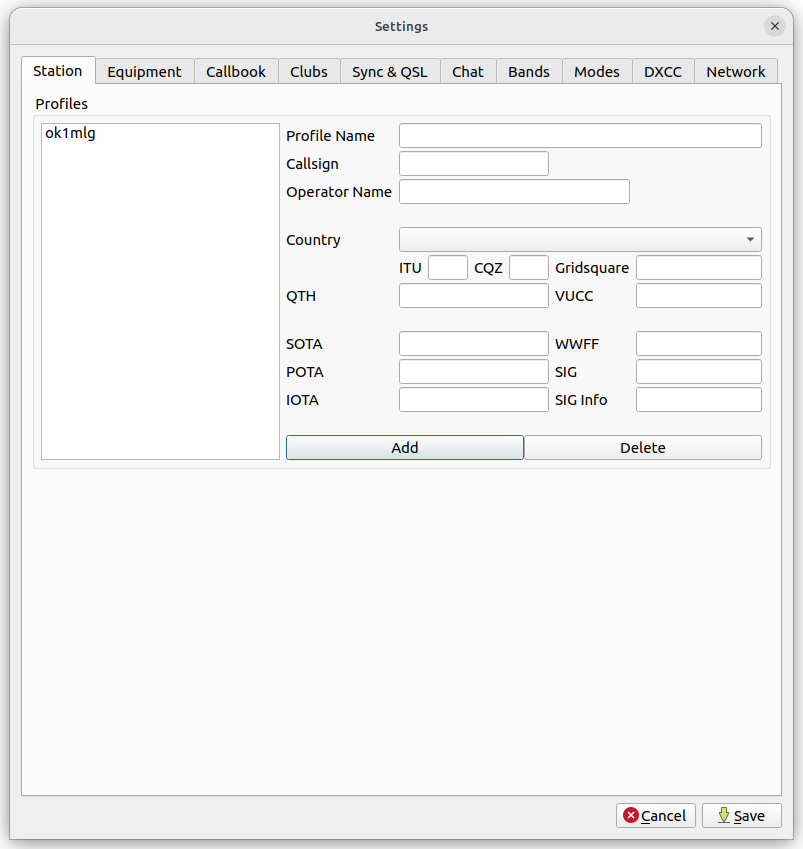 Settings
Station Equipment Callbook Clubs Sync & QSL Chat Bands Modes DXCC Network
Profiles
ok1mlg
Profile Name
Callsign
Operator Name
Country
ITU CQZ Gridsquare
QTH VUCC
SOTA WWFF
POTA SIG
IOTA SIG Info
Add Delete
Cancel Save